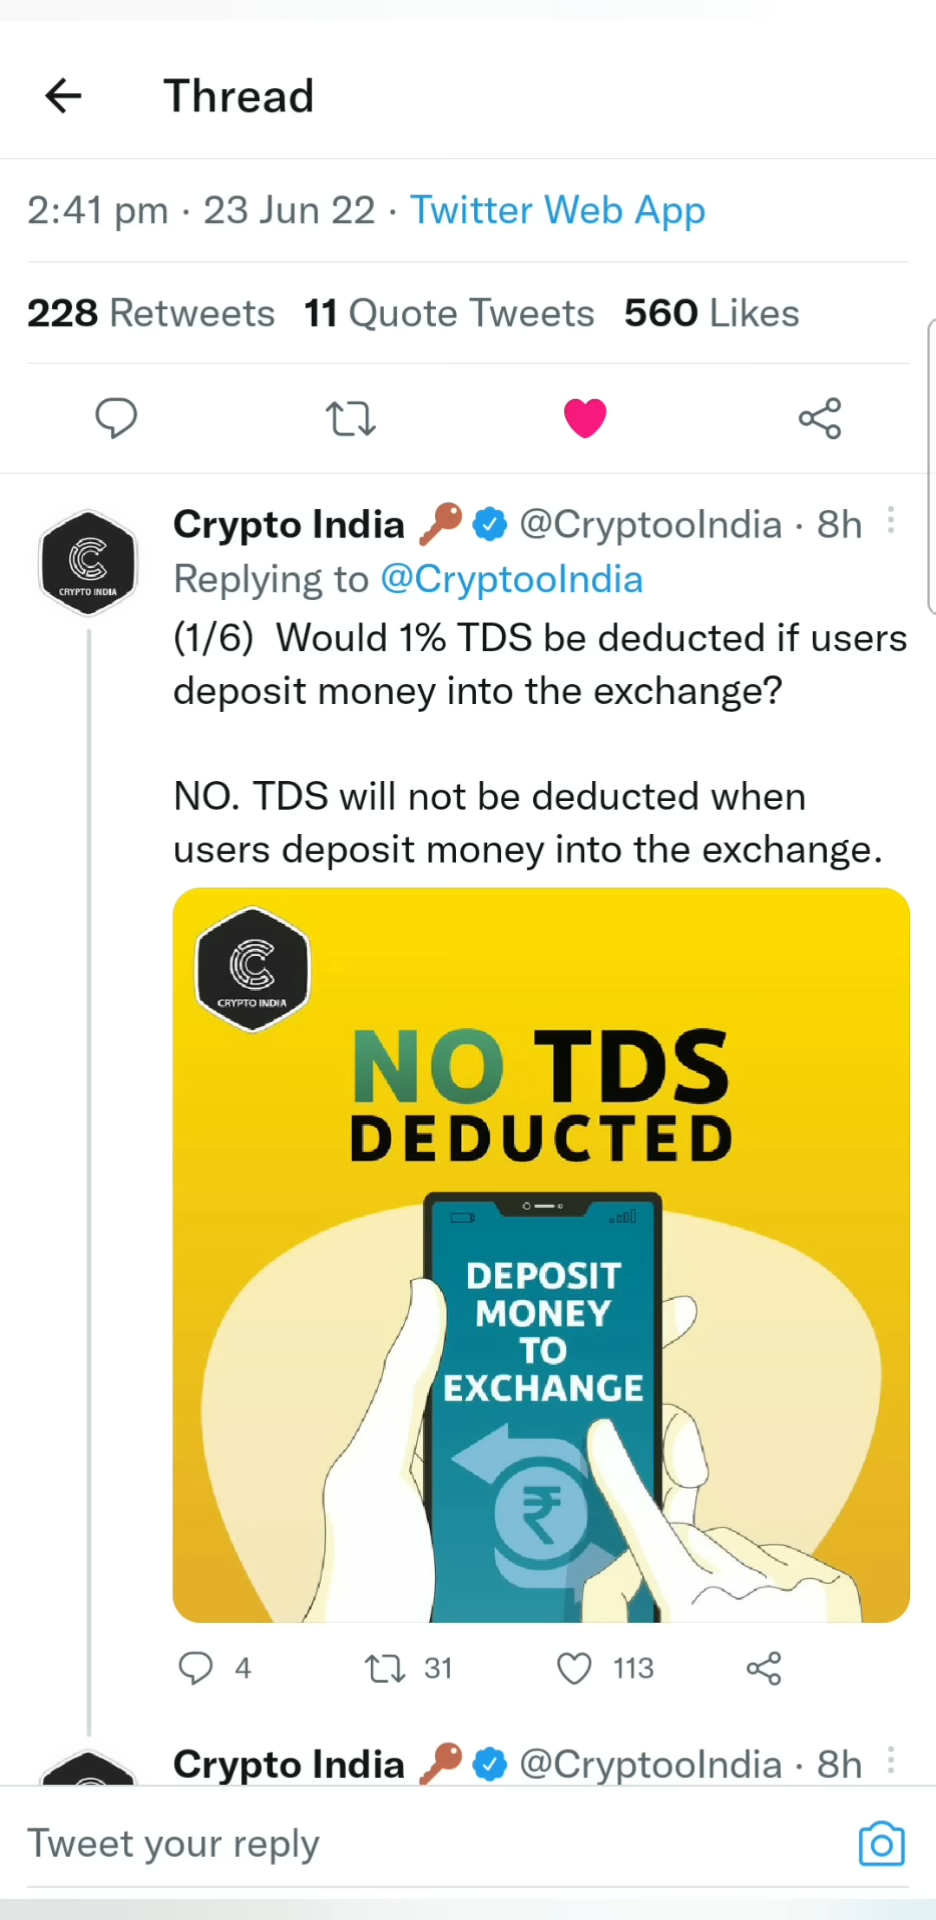 Thread
2:41 pm · 23 Jun 22 · Twitter Web App
228 Retweets 11 Quote Tweets 560 Likes
Crypto India @CryptooIndia · 8h
CRYPTO INDIA
Replying to @CryptooIndia
(1/6) Would 1% TDS be deducted if users
deposit money into the exchange?
NO. TDS will not be deducted when
users deposit money into the exchange.
CRYPTO INDIA
NO TDS
DEDUCTED
DEPOSIT
MONEY
TO
EXCHANGE
₹
4 31 113
Crypto India @CryptooIndia · 8h
Tweet your reply